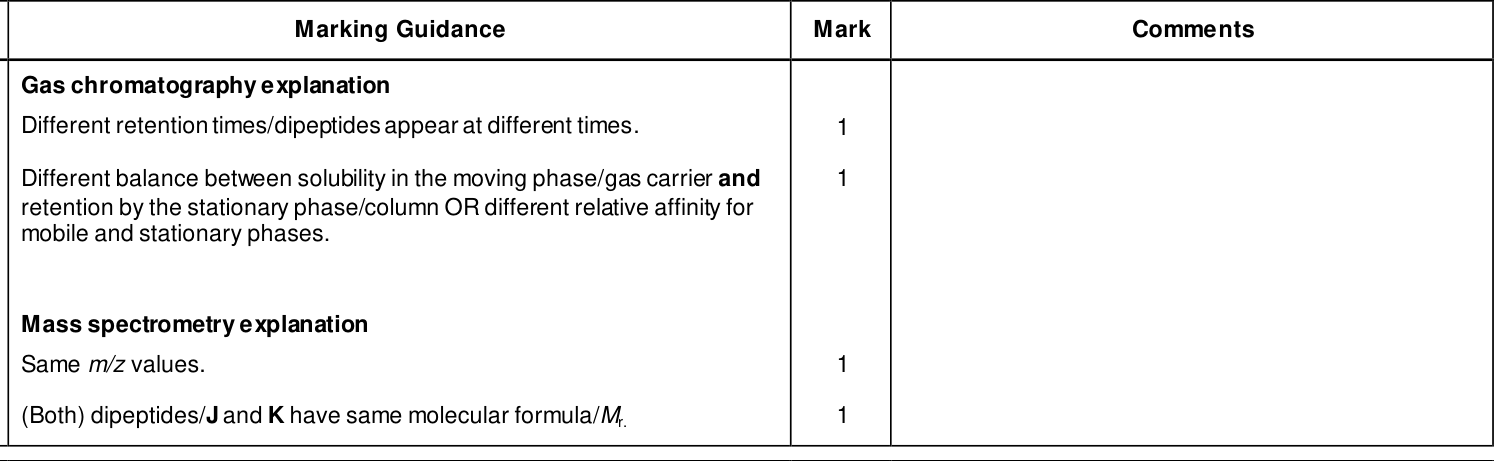 Marking Guidance Mark Comments
Gas chromatography explanation
Different retention times/dipeptides appear at different times. 1
Different balance between solubility in the moving phase/gas carrier and 1
retention by the stationary phase/column OR different relative affinity for
mobile and stationary phases.
Mass spectrometry explanation
Same m/z values. 1
(Both) dipeptides/J and K have same molecular formula/Mr. 1